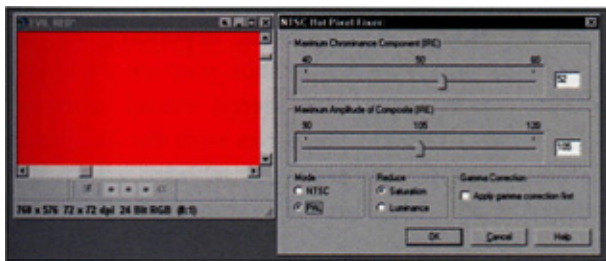 EVIL RED*
NTSC Hot Pixel Fixer
Maximum Chrominance Component (IRE)
40 50 60
52
Maximum Amplitude of Composite (IRE)
90 105 120
105
Mode
NTSC
PAL
Reduce
Saturation
Luminance
Gamma Correction
Apply gamma correction first
768 x 576 72 x 72 dpi 24 Bit RGB (8:1)
OK Cancel Help